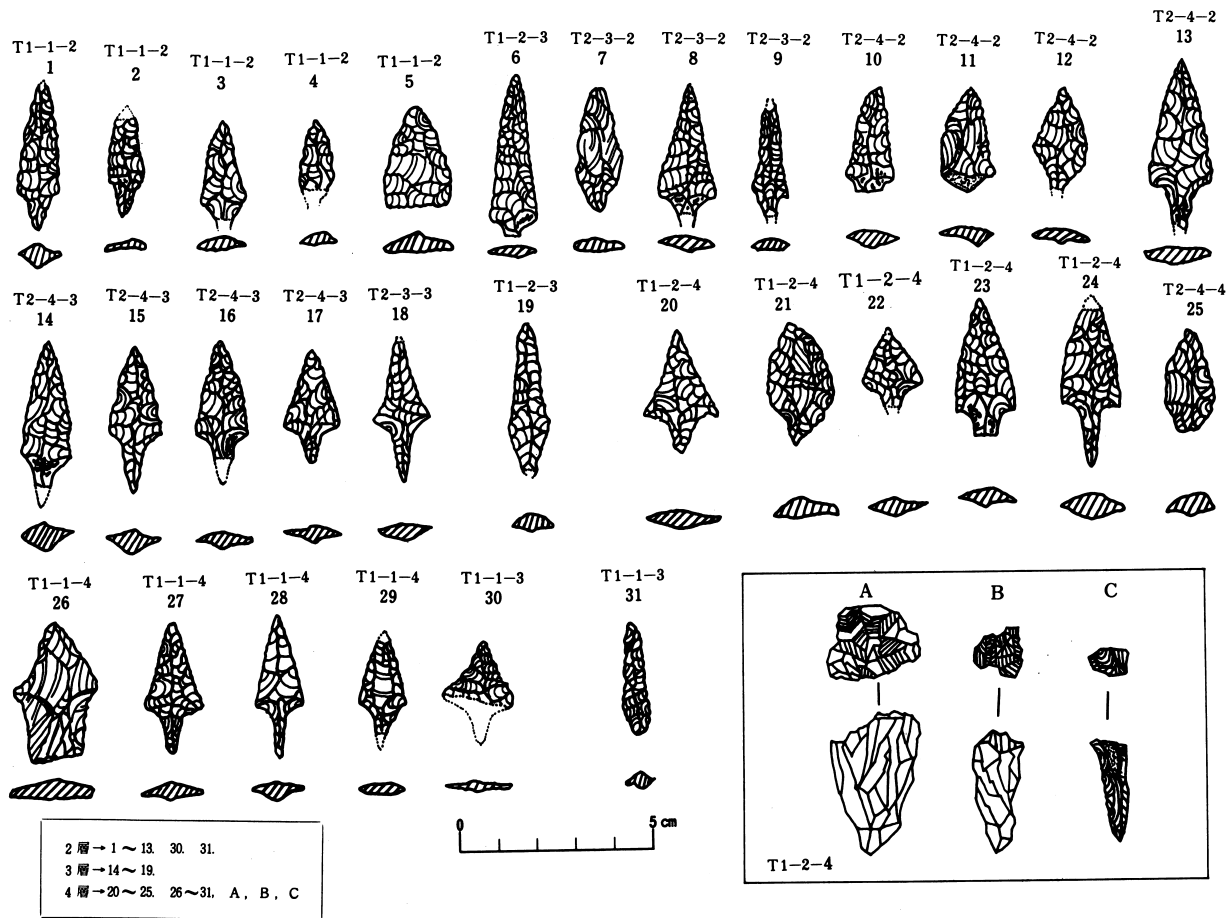 T1-1-2
1
T1-1-2
2
T1-1-2
3
T1-1-2
4
T1-1-2
5
T1-2-3
6
T2-3-2
7
T2-3-2
8
T2-3-2
9
T2-4-2
10
T2-4-2
11
T2-4-2
12
T2-4-2
13
T2-4-3
14
T2-4-3
15
T2-4-3
16
T2-4-3
17
T2-3-3
18
T1-2-3
19
T1-2-4
20
T1-2-4
21
T1-2-4
22
T1-2-4
23
T1-2-4
24
T2-4-4
25
T1-1-4
26
T1-1-4
27
T1-1-4
28
T1-1-4
29
T1-1-3
30
T1-1-3
31
A B C
T1-2-4
0 5 cm
2 層→1~13. 30. 31.
3 層→14~19.
4 層→20~25. 26~31, A, B, C